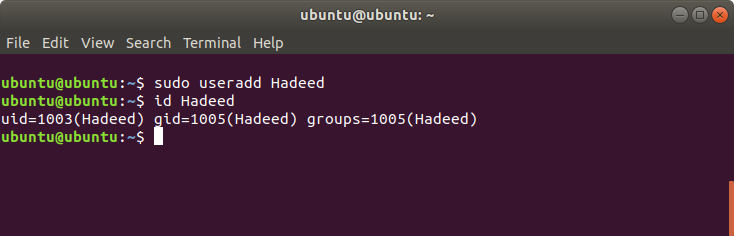 ubuntu@ubuntu: ~
File Edit View Search Terminal Help
ubuntu@ubuntu:~$ sudo useradd Hadeed
ubuntu@ubuntu:~$ id Hadeed
uid=1003(Hadeed) gid=1005(Hadeed) groups=1005(Hadeed)
ubuntu@ubuntu:~$